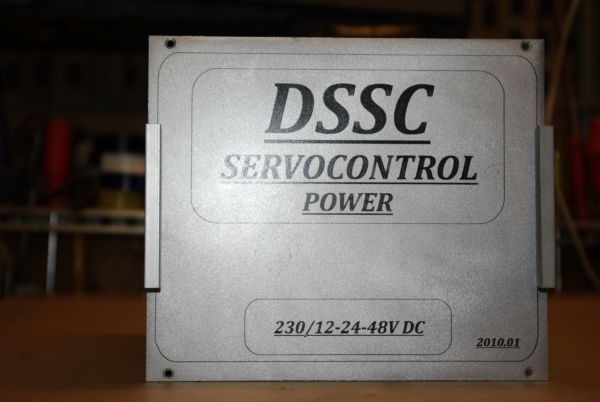 DSSC
SERVOCONTROL
POWER
230/12-24-48V DC
2010.01